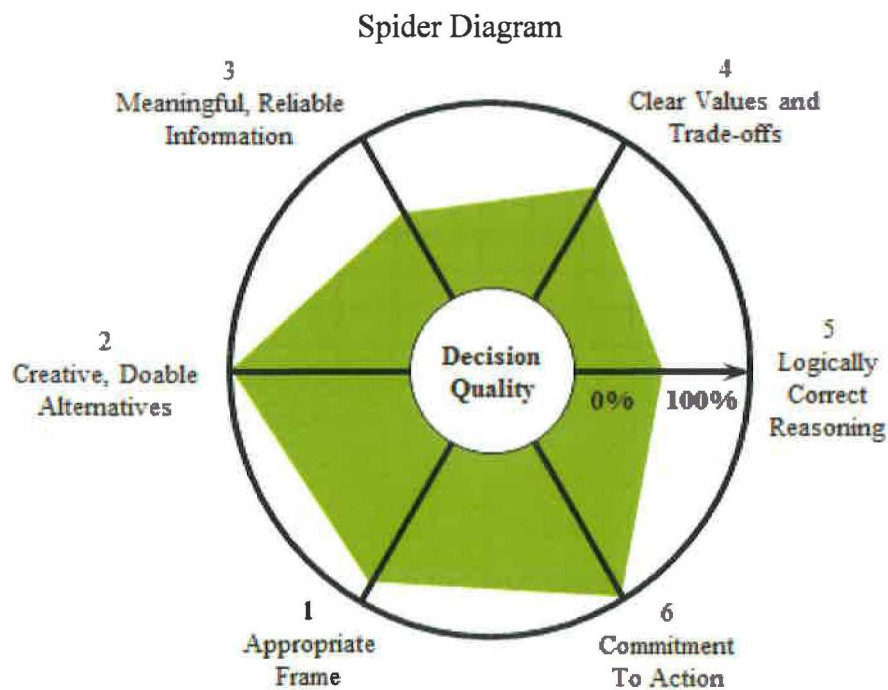 Spider Diagram
3
Meaningful, Reliable
Information
4
Clear Values and
Trade-offs
2
Creative, Doable
Alternatives
Decision
Quality
0%
100%
5
Logically
Correct
Reasoning
1
Appropriate
Frame
6
Commitment
To Action